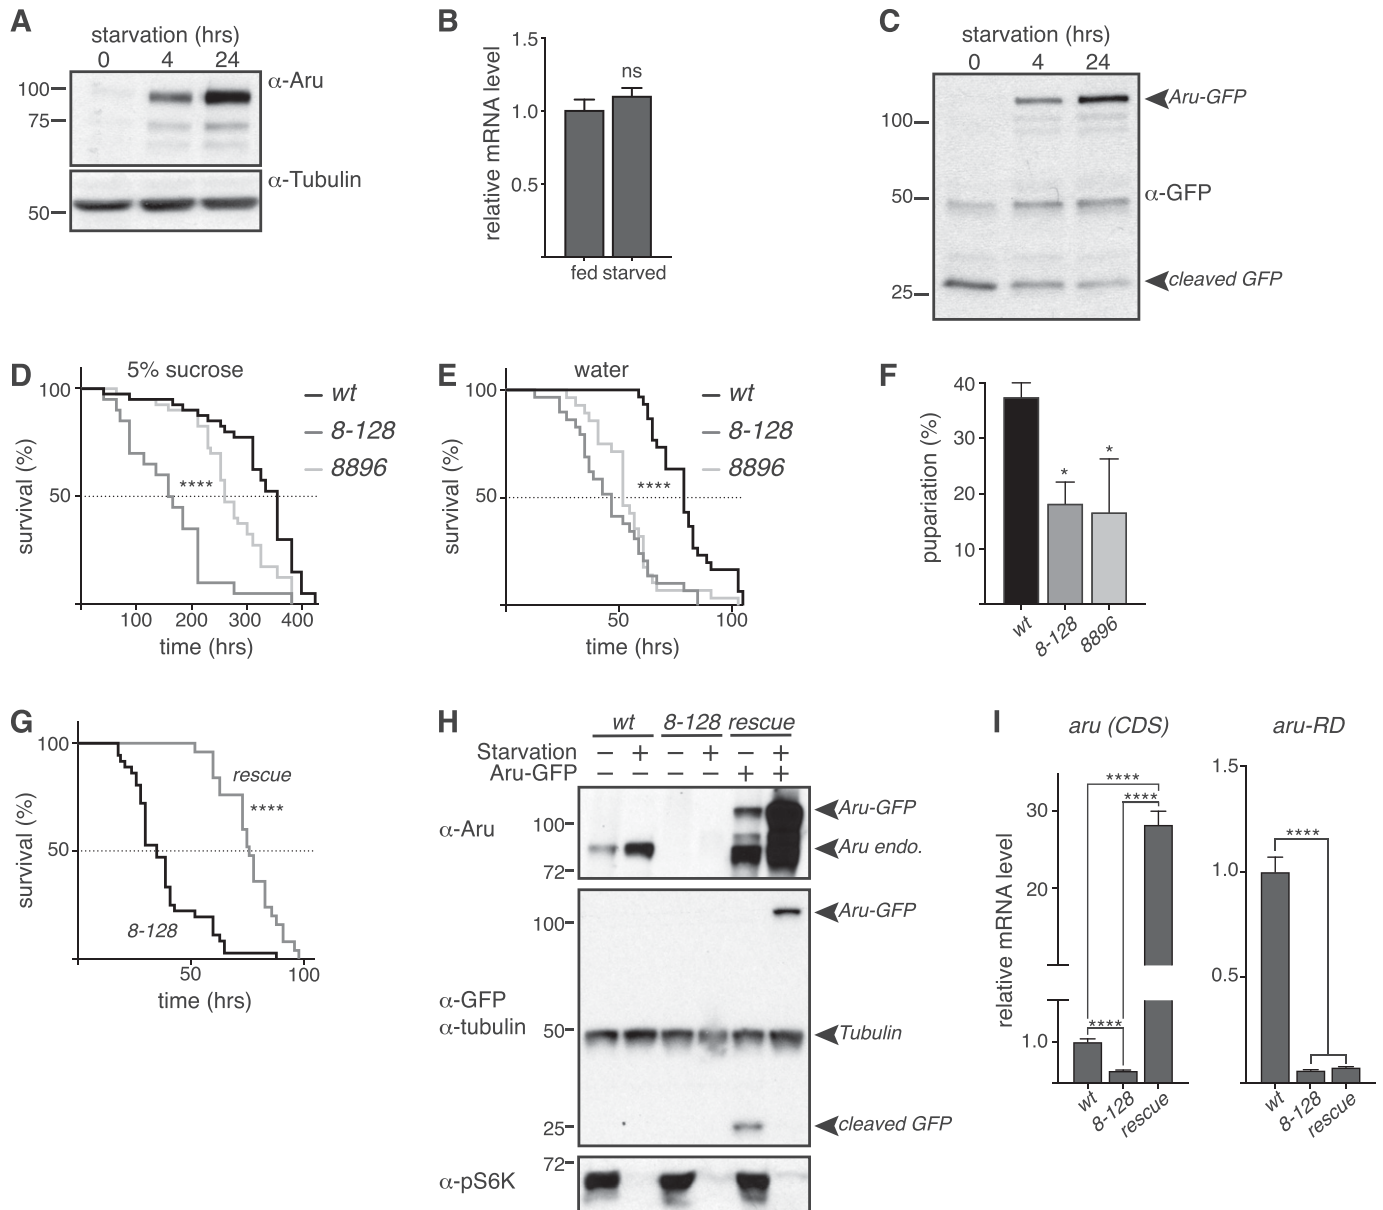 A
starvation (hrs)
0 4 24
α-Aru
100
75
α-Tubulin
50
B
relative mRNA level
1.5
1.0
0.5
ns
fed starved
C
starvation (hrs)
0 4 24
Aru-GFP
100
50
α-GFP
cleaved GFP
25
D
5% sucrose
survival (%)
100
50
wt
8-128
8896
****
100 200 300 400
time (hrs)
E
water
survival (%)
100
50
wt
8-128
8896
****
50 100
time (hrs)
F
pupariation (%)
40
30
20
10
*
*
wt
8-128
8896
G
survival (%)
100
50
rescue
****
8-128
50 100
time (hrs)
H
wt 8-128 rescue
Starvation – + – + – +
Aru-GFP – – – – + +
α-Aru
100
72
Aru-GFP
Aru endo.
100
Aru-GFP
α-GFP
α-tubulin
50
Tubulin
25
cleaved GFP
72
α-pS6K
I
aru (CDS)
relative mRNA level
30
20
1.0
****
****
****
wt
8-128
rescue
aru-RD
1.5
1.0
0.5
****
wt
8-128
rescue